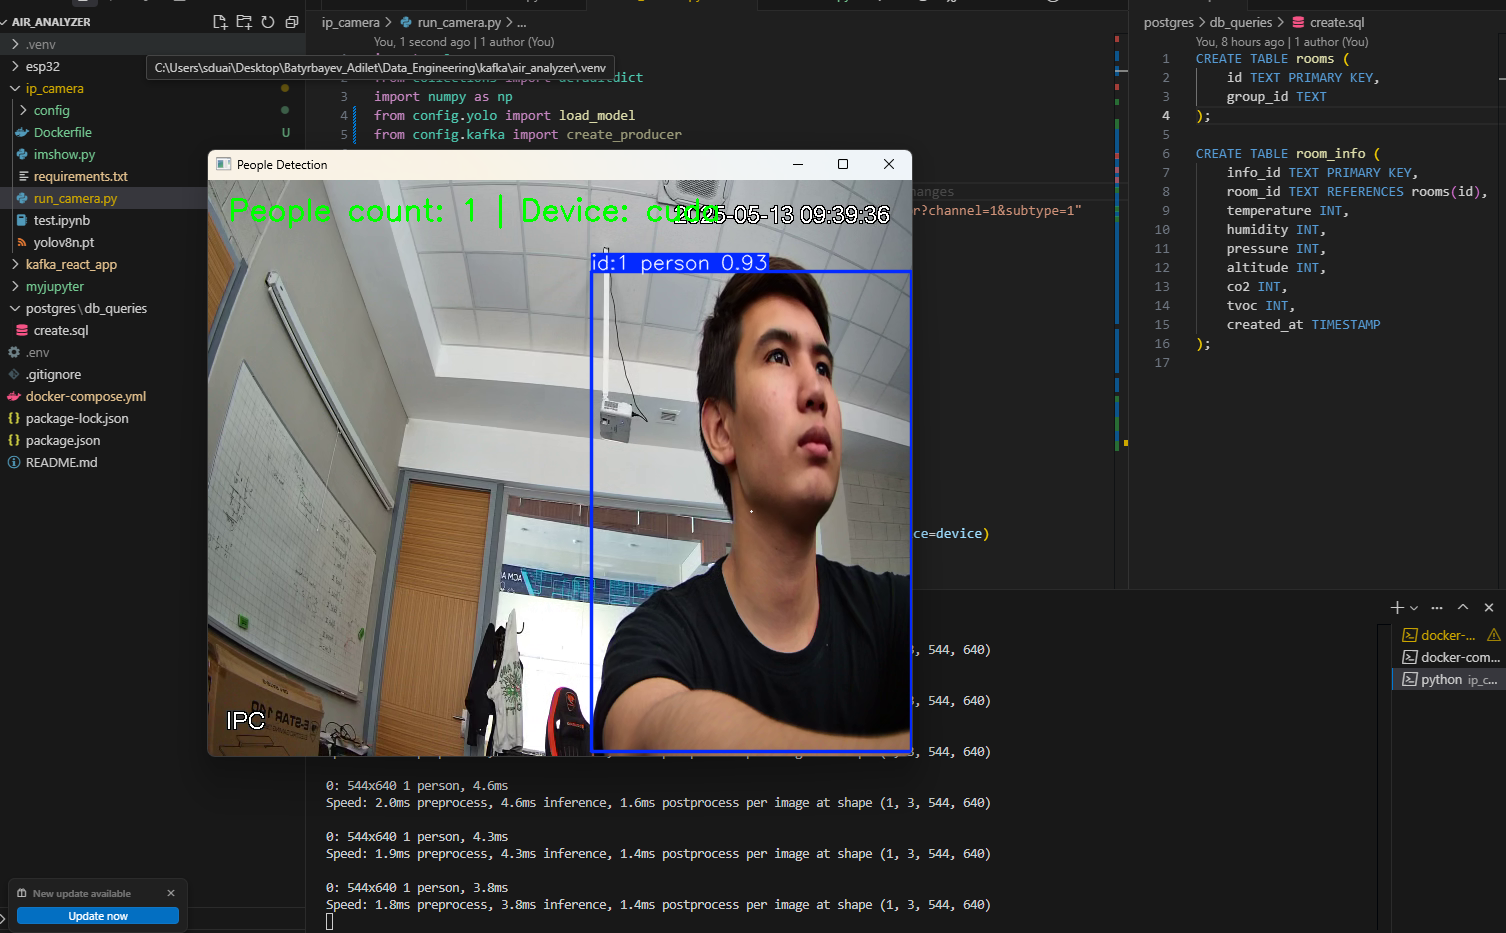 AIR_ANALYZER
.venv
esp32
ip_camera
config
Dockerfile
U
imshow.py
requirements.txt
run_camera.py
test.ipynb
yolov8n.pt
kafka_react_app
myjupyter
postgres\db_queries
create.sql
.env
.gitignore
docker-compose.yml
package-lock.json
package.json
README.md
New update available
Update now
C:\Users\sduai\Desktop\Batyrbayev_Adilet\Data_Engineering\kafka\air_analyzer\.venv
ip_camera > run_camera.py > ...
You, 1 second ago | 1 author (You)
3 import numpy as np
4 from config.yolo import load_model
5 from config.kafka import create_producer
or?channel=1&subtype=1"
ce=device)
People Detection
People count: 1 | Device: cuda
2025-05-13 09:39:36
id:1 person 0.93
IPC
, 544, 640)
, 544, 640)
, 544, 640)
0: 544x640 1 person, 4.6ms
Speed: 2.0ms preprocess, 4.6ms inference, 1.6ms postprocess per image at shape (1, 3, 544, 640)
0: 544x640 1 person, 4.3ms
Speed: 1.9ms preprocess, 4.3ms inference, 1.4ms postprocess per image at shape (1, 3, 544, 640)
0: 544x640 1 person, 3.8ms
Speed: 1.8ms preprocess, 3.8ms inference, 1.4ms postprocess per image at shape (1, 3, 544, 640)
postgres > db_queries > create.sql
You, 8 hours ago | 1 author (You)
1 CREATE TABLE rooms (
2 id TEXT PRIMARY KEY,
3 group_id TEXT
4 );
5
6 CREATE TABLE room_info (
7 info_id TEXT PRIMARY KEY,
8 room_id TEXT REFERENCES rooms(id),
9 temperature INT,
10 humidity INT,
11 pressure INT,
12 altitude INT,
13 co2 INT,
14 tvoc INT,
15 created_at TIMESTAMP
16 );
17
docker-...
docker-com...
python ip_c...